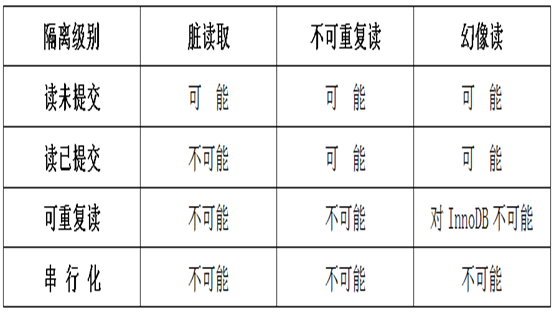 隔离级别 脏读取 不可重复读 幻像读
读未提交 可 能 可 能 可 能
读已提交 不可能 可 能 可 能
可重复读 不可能 不可能 对 InnoDB 不可能
串 行 化 不可能 不可能 不可能